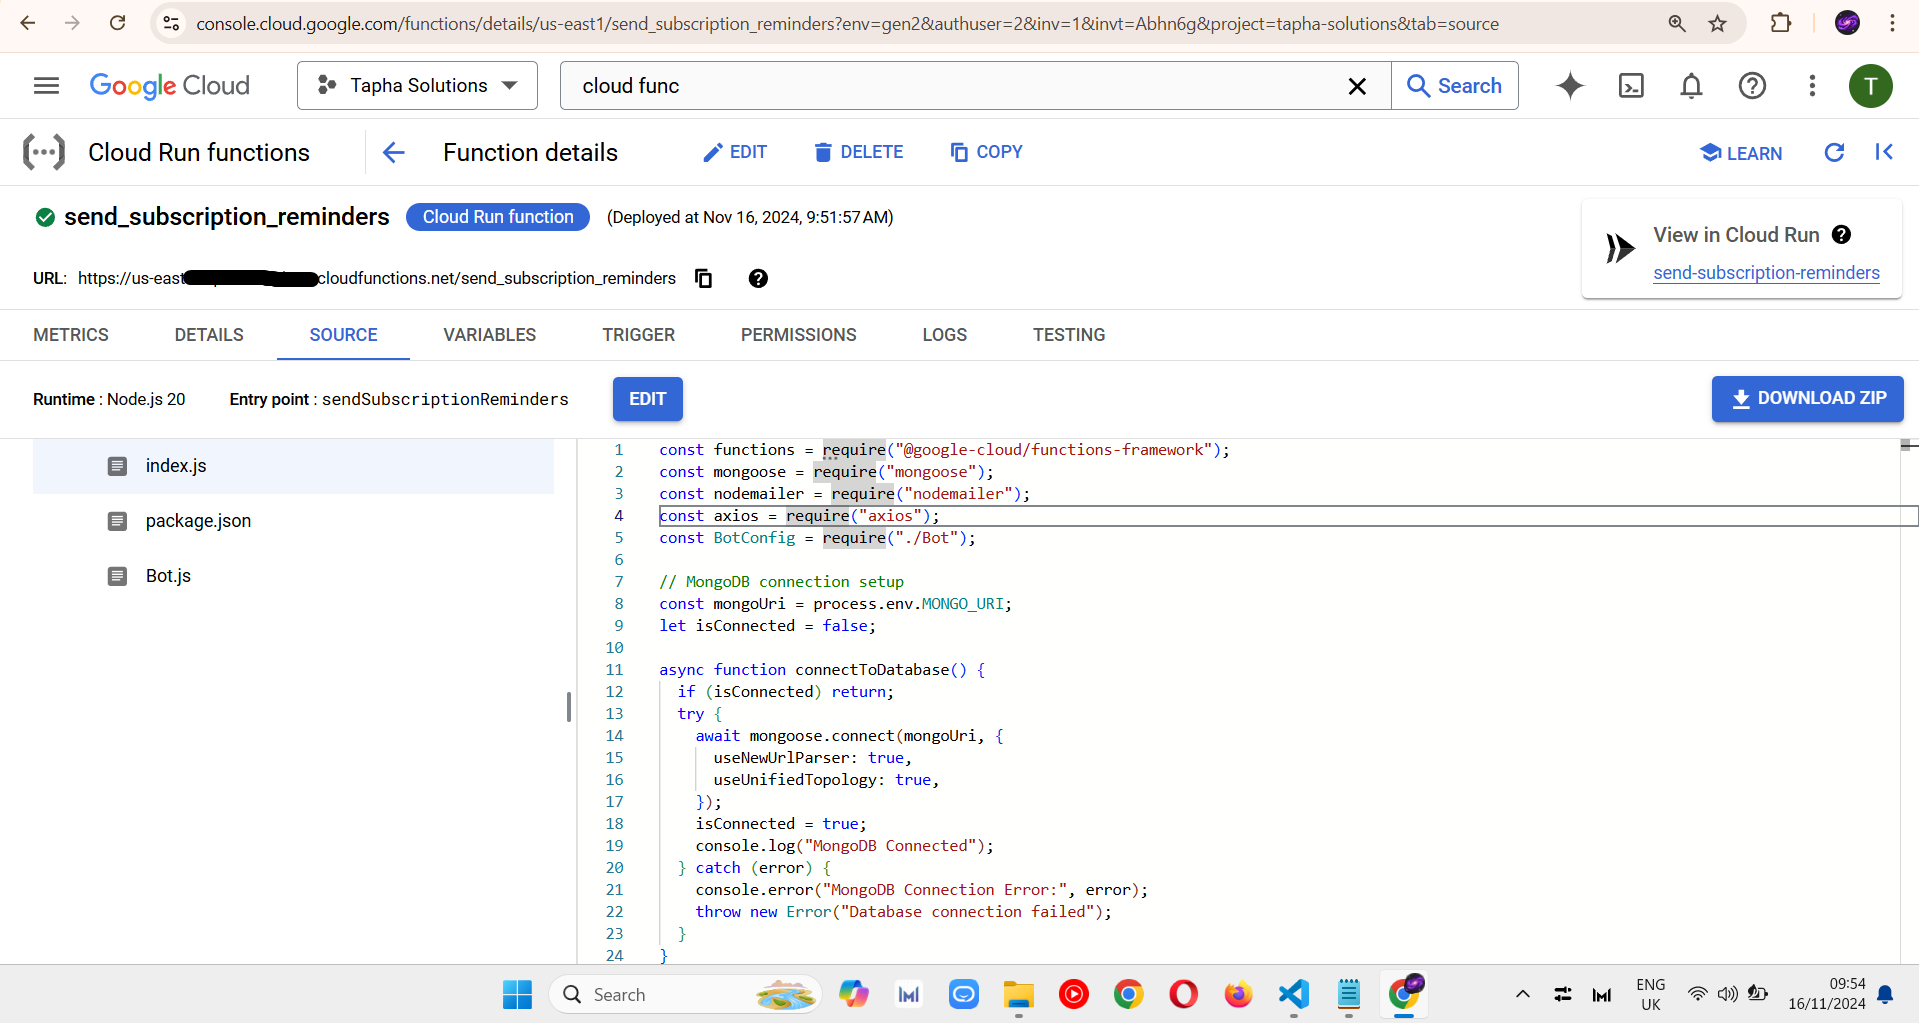 console.cloud.google.com/functions/details/us-east1/send_subscription_reminders?env=gen2&authuser=2&inv=1&invt=Abhn6g&project=tapha-solutions&tab=source
Google Cloud
Tapha Solutions
cloud func
Search
T
Cloud Run functions
Function details
EDIT
DELETE
COPY
LEARN
send_subscription_reminders
Cloud Run function
(Deployed at Nov 16, 2024, 9:51:57 AM)
View in Cloud Run
send-subscription-reminders
URL: https://us-east cloudfunctions.net/send_subscription_reminders
METRICS
DETAILS
SOURCE
VARIABLES
TRIGGER
PERMISSIONS
LOGS
TESTING
Runtime : Node.js 20
Entry point : sendSubscriptionReminders
EDIT
DOWNLOAD ZIP
index.js
package.json
Bot.js
1 const functions = require("@google-cloud/functions-framework");
2 const mongoose = require("mongoose");
3 const nodemailer = require("nodemailer");
4 const axios = require("axios");
5 const BotConfig = require("./Bot");
6
7 // MongoDB connection setup
8 const mongoUri = process.env.MONGO_URI;
9 let isConnected = false;
10
11 async function connectToDatabase() {
12 if (isConnected) return;
13 try {
14 await mongoose.connect(mongoUri, {
15 useNewUrlParser: true,
16 useUnifiedTopology: true,
17 });
18 isConnected = true;
19 console.log("MongoDB Connected");
20 } catch (error) {
21 console.error("MongoDB Connection Error:", error);
22 throw new Error("Database connection failed");
23 }
24 }
Search
ENG
UK
09:54
16/11/2024